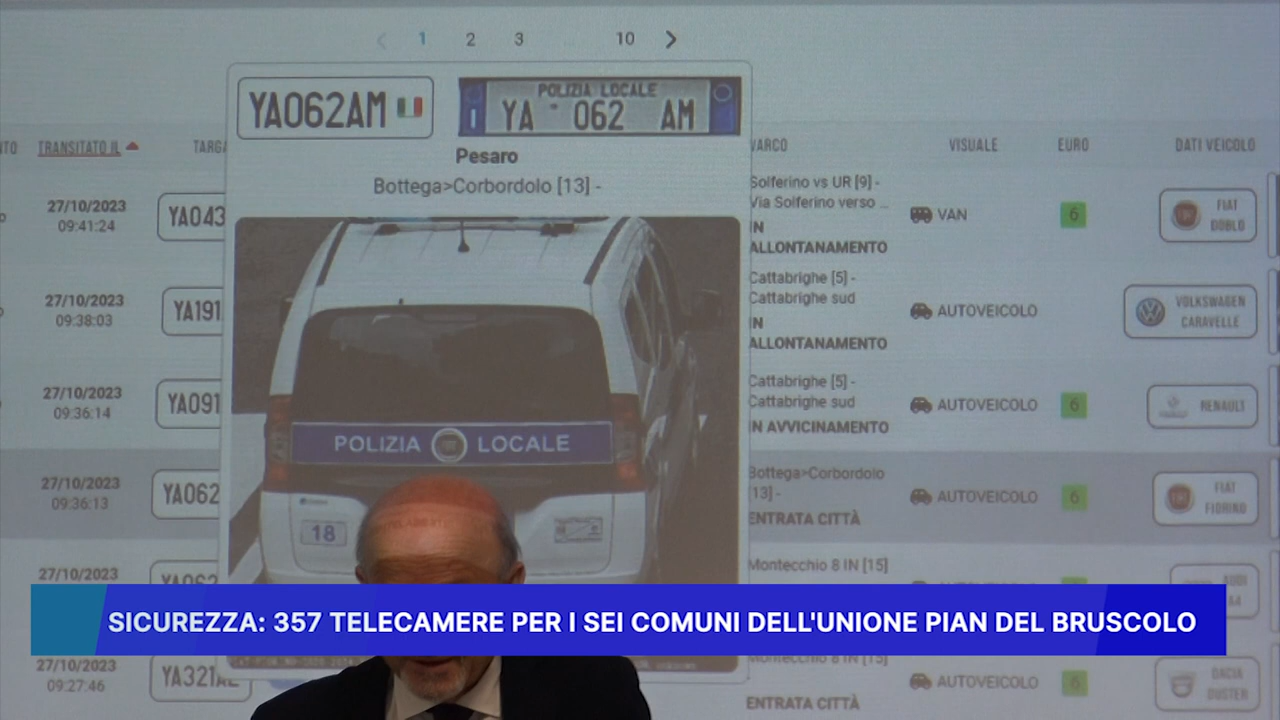 1 2 3 ... 10
YA062AM
POLIZIA LOCALE
I YA 062 AM
Pesaro
Bottega>Corbordolo [13] -
TRANSITATO IL
VARCO
VISUALE
EURO
DATI VEICOLO
27/10/2023
09:41:24
YA043
Solferino vs UR [9] -
Via Solferino verso ...
IN
ALLONTANAMENTO
VAN
6
FIAT
DOBLO
27/10/2023
09:38:03
YA191
Cattabrighe [5] -
Cattabrighe sud
IN
ALLONTANAMENTO
AUTOVEICOLO
VOLKSWAGEN
CARAVELLE
27/10/2023
09:36:14
YA091
Cattabrighe [5] -
Cattabrighe sud
IN AVVICINAMENTO
AUTOVEICOLO
6
RENAULT
27/10/2023
09:36:13
YA062
Bottega>Corbordolo
[13] -
ENTRATA CITTÀ
AUTOVEICOLO
6
FIAT
FIORINO
POLIZIA LOCALE
18
27/10/2023
Montecchio 8 IN [15]
SICUREZZA: 357 TELECAMERE PER I SEI COMUNI DELL'UNIONE PIAN DEL BRUSCOLO
09:27:46
YA321AE
Montecchio 8 IN [15]
ENTRATA CITTÀ
AUTOVEICOLO
6
DACIA
DUSTER